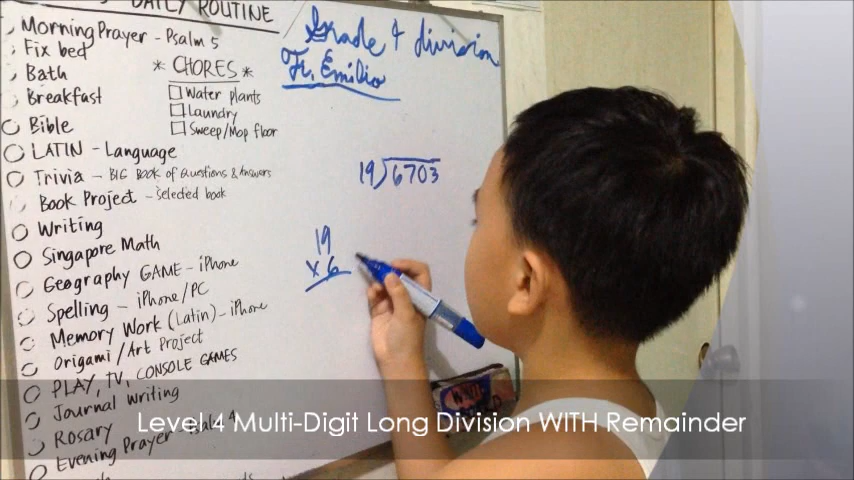 DAILY ROUTINE
Morning Prayer - Psalm 5
Fix bed
Bath
Breakfast
Bible
LATIN - Language
Trivia - BIG BOOK of Questions & Answers
Book Project - Selected book
Writing
Singapore Math
Geography GAME - iPhone
Spelling - iPhone/PC
Memory Work (Latin) - iPhone
Origami/Art Project
PLAY, TV, CONSOLE GAMES
Journal Writing
Rosary
Evening Prayer - Psalm 4
* CHORES *
Water plants
Laundry
Sweep/Mop floor
Grade 4 division
Fr. Emilio
19)6703
19
x 6
Level 4 Multi-Digit Long Division WITH Remainder